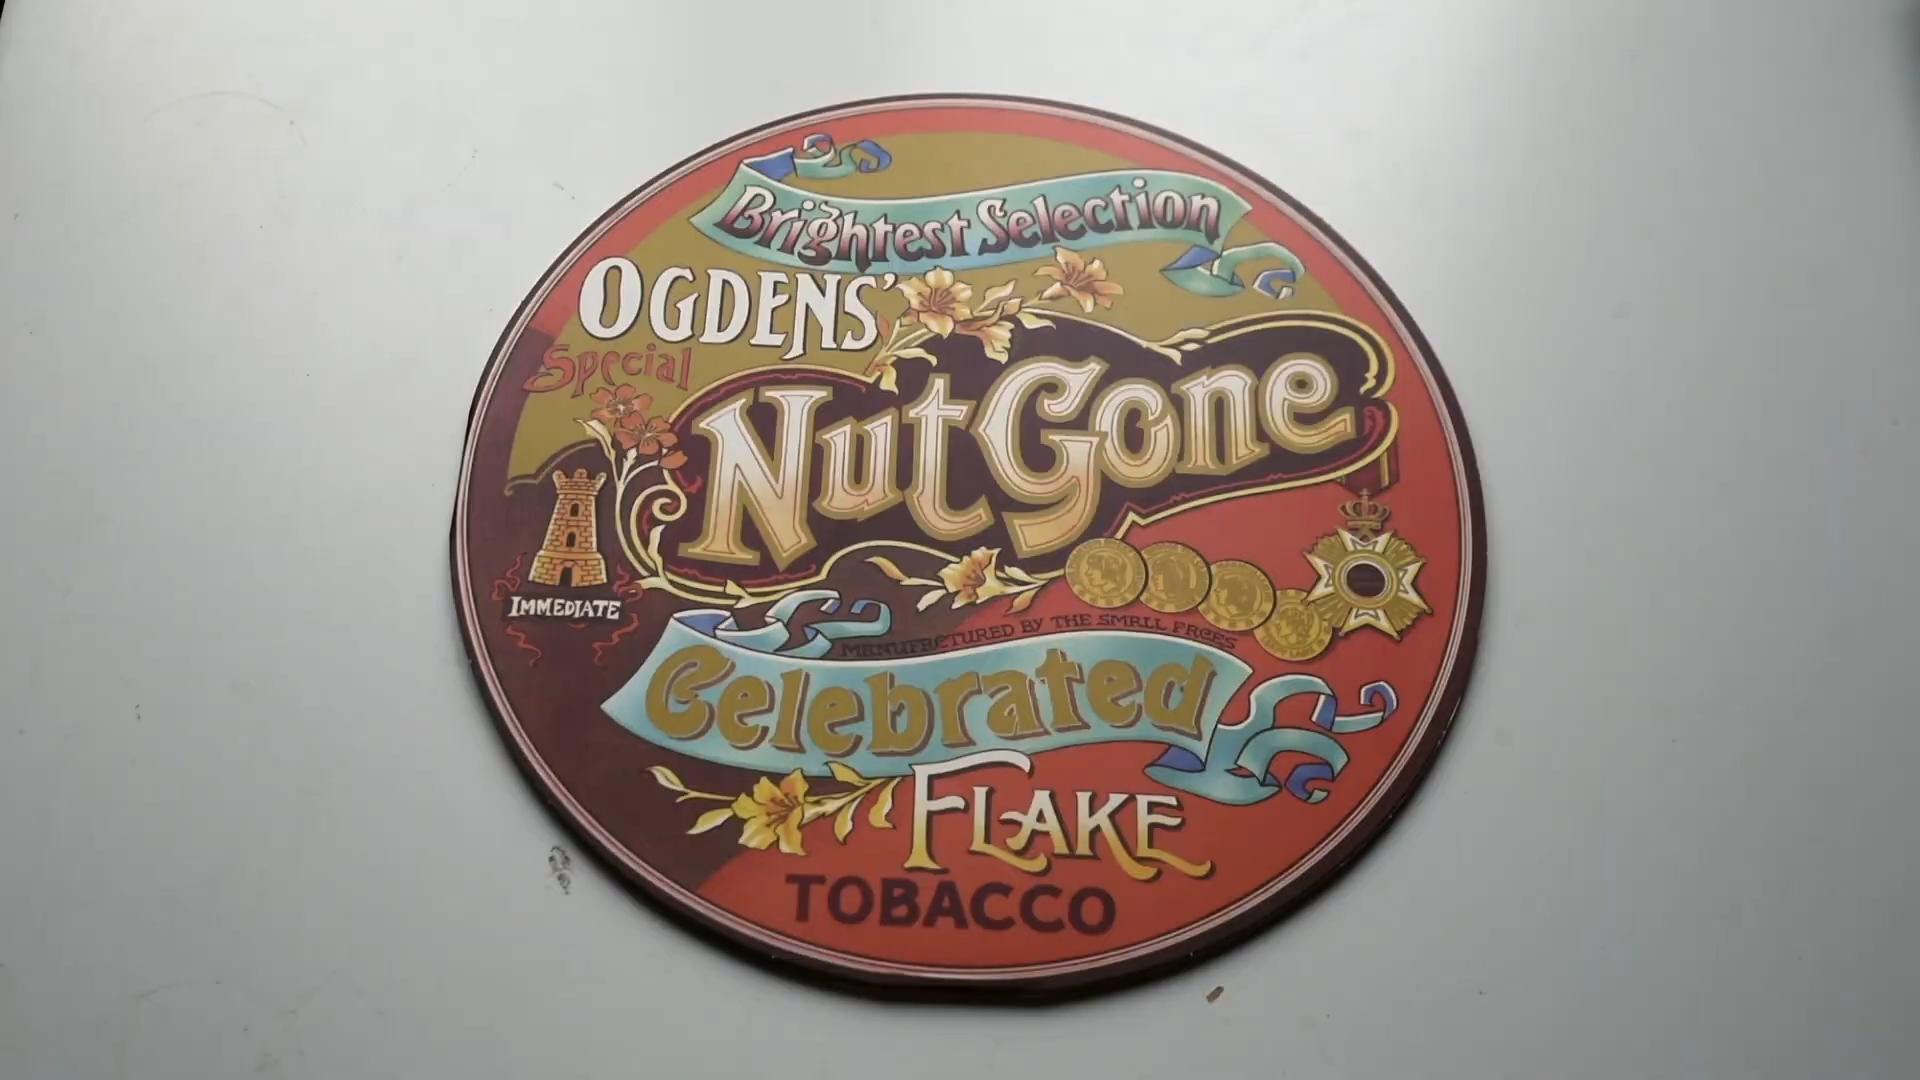 Brightest Selection
OGDENS'
Special
Nut Gone
IMMEDIATE
MANUFACTURED BY THE SMALL FACES
Celebrated
FLAKE
TOBACCO